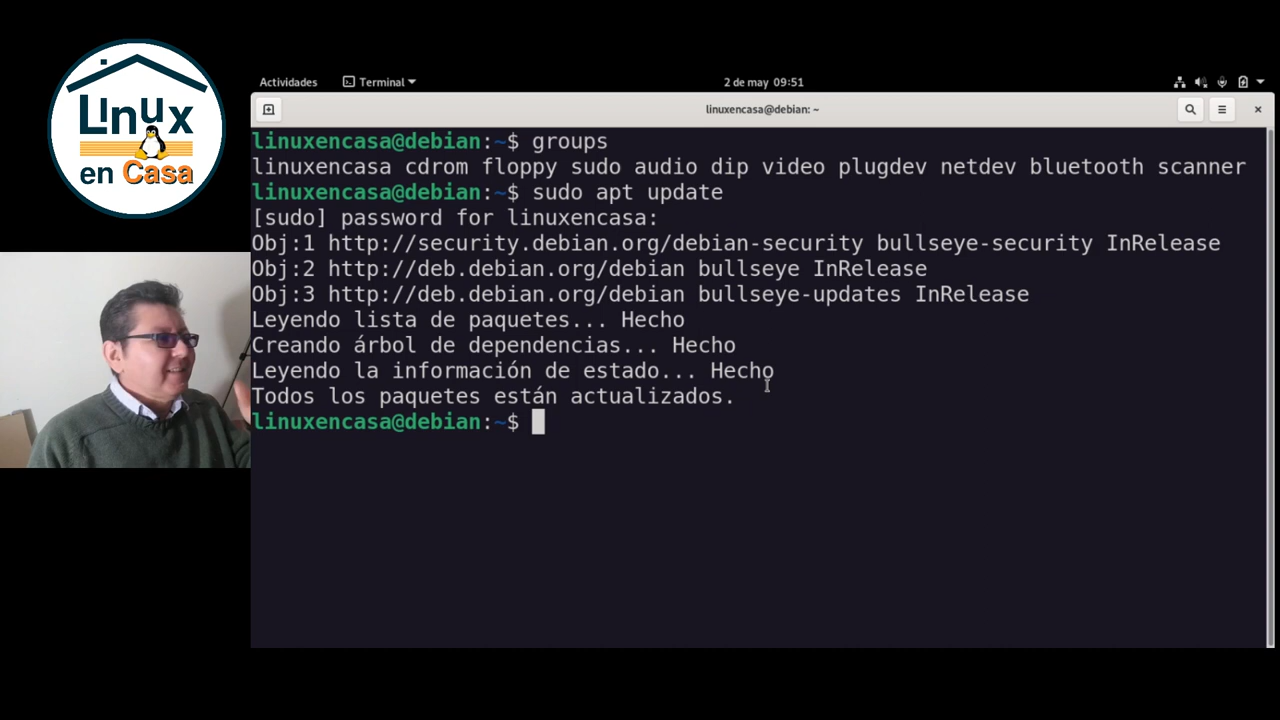 Linux
en Casa
Actividades
Terminal
2 de may 09:51
linuxencasa@debian: ~
linuxencasa@debian:~$ groups
linuxencasa cdrom floppy sudo audio dip video plugdev netdev bluetooth scanner
linuxencasa@debian:~$ sudo apt update
[sudo] password for linuxencasa:
Obj:1 http://security.debian.org/debian-security bullseye-security InRelease
Obj:2 http://deb.debian.org/debian bullseye InRelease
Obj:3 http://deb.debian.org/debian bullseye-updates InRelease
Leyendo lista de paquetes... Hecho
Creando árbol de dependencias... Hecho
Leyendo la información de estado... Hecho
Todos los paquetes están actualizados.
linuxencasa@debian:~$